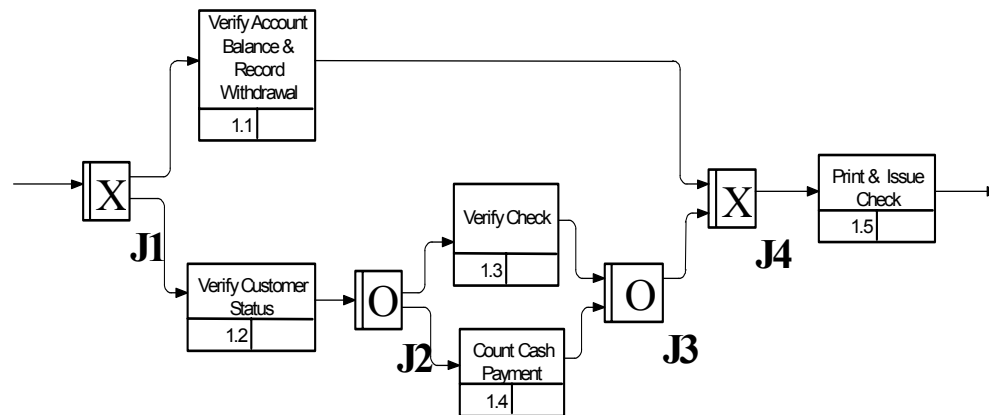 Verify Account
Balance &
Record
Withdrawal
1.1
X
J1
Verify Customer
Status
1.2
O
J2
Verify Check
1.3
Count Cash
Payment
1.4
O
J3
X
J4
Print & Issue
Check
1.5